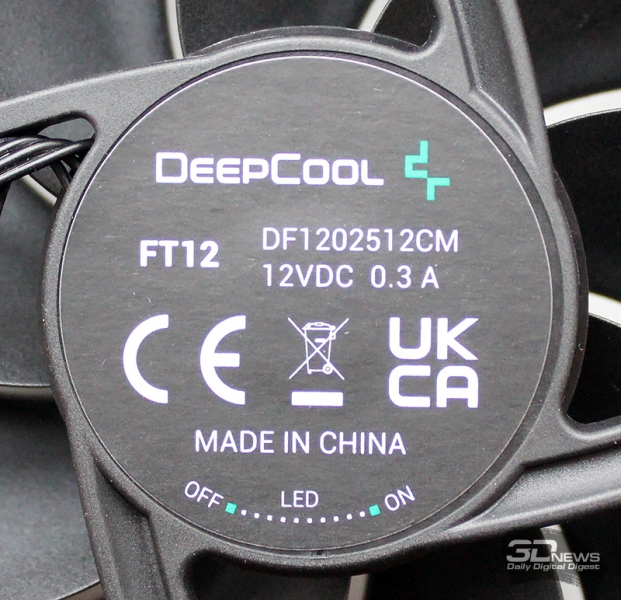 DEEPCOOL
FT12
DF1202512CM
12VDC 0.3 A
CE
UK
CA
MADE IN CHINA
OFF LED ON
3DNEWS
Daily Digital Digest